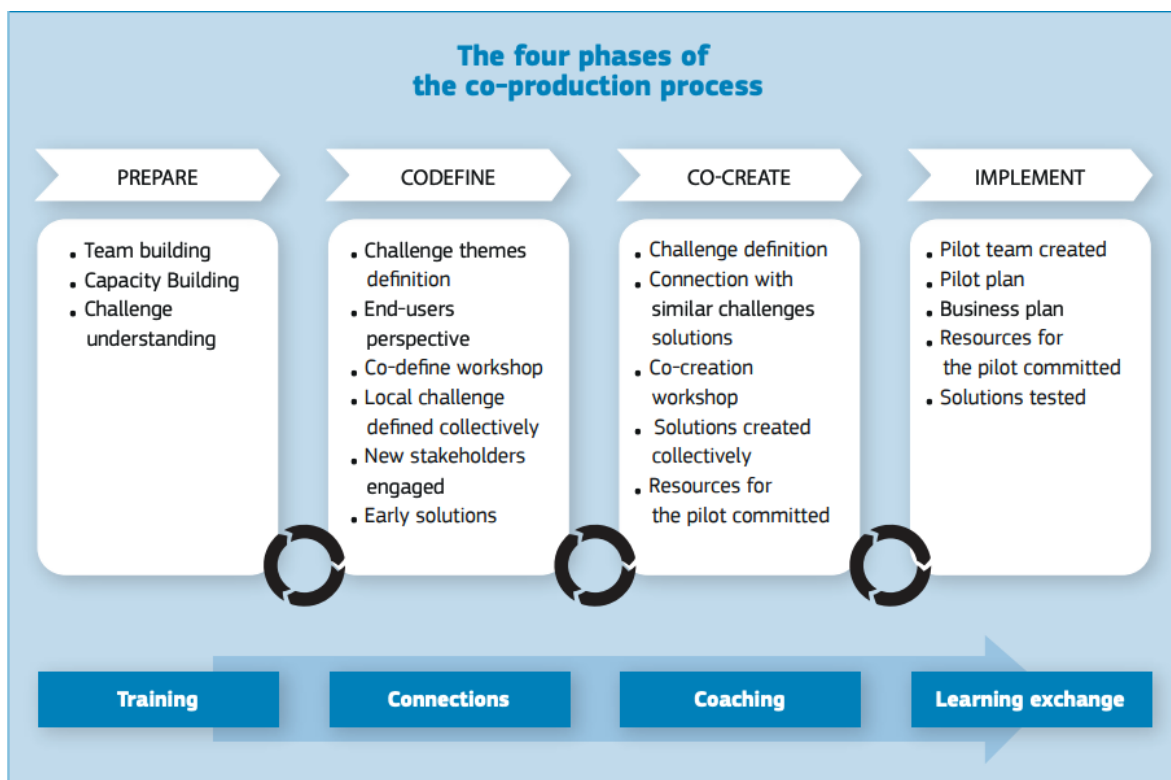 The four phases of
the co-production process
PREPARE
Team building
Capacity Building
Challenge
understanding
CODEFINE
Challenge themes
definition
End-users
perspective
Co-define workshop
Local challenge
defined collectively
New stakeholders
engaged
Early solutions
CO-CREATE
Challenge definition
Connection with
similar challenges
solutions
Co-creation
workshop
Solutions created
collectively
Resources for
the pilot committed
IMPLEMENT
Pilot team created
Pilot plan
Business plan
Resources for
the pilot committed
Solutions tested
Training
Connections
Coaching
Learning exchange